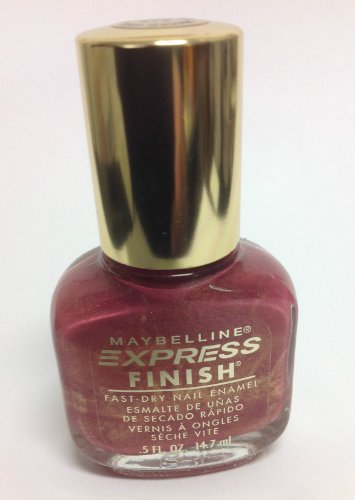 MAYBELLINE®
EXPRESS
FINISH®
FAST-DRY NAIL ENAMEL
ESMALTE DE UÑAS
DE SECADO RÁPIDO
VERNIS À ONGLES
SÈCHE VITE
.5 FL. OZ. 14.7 ml